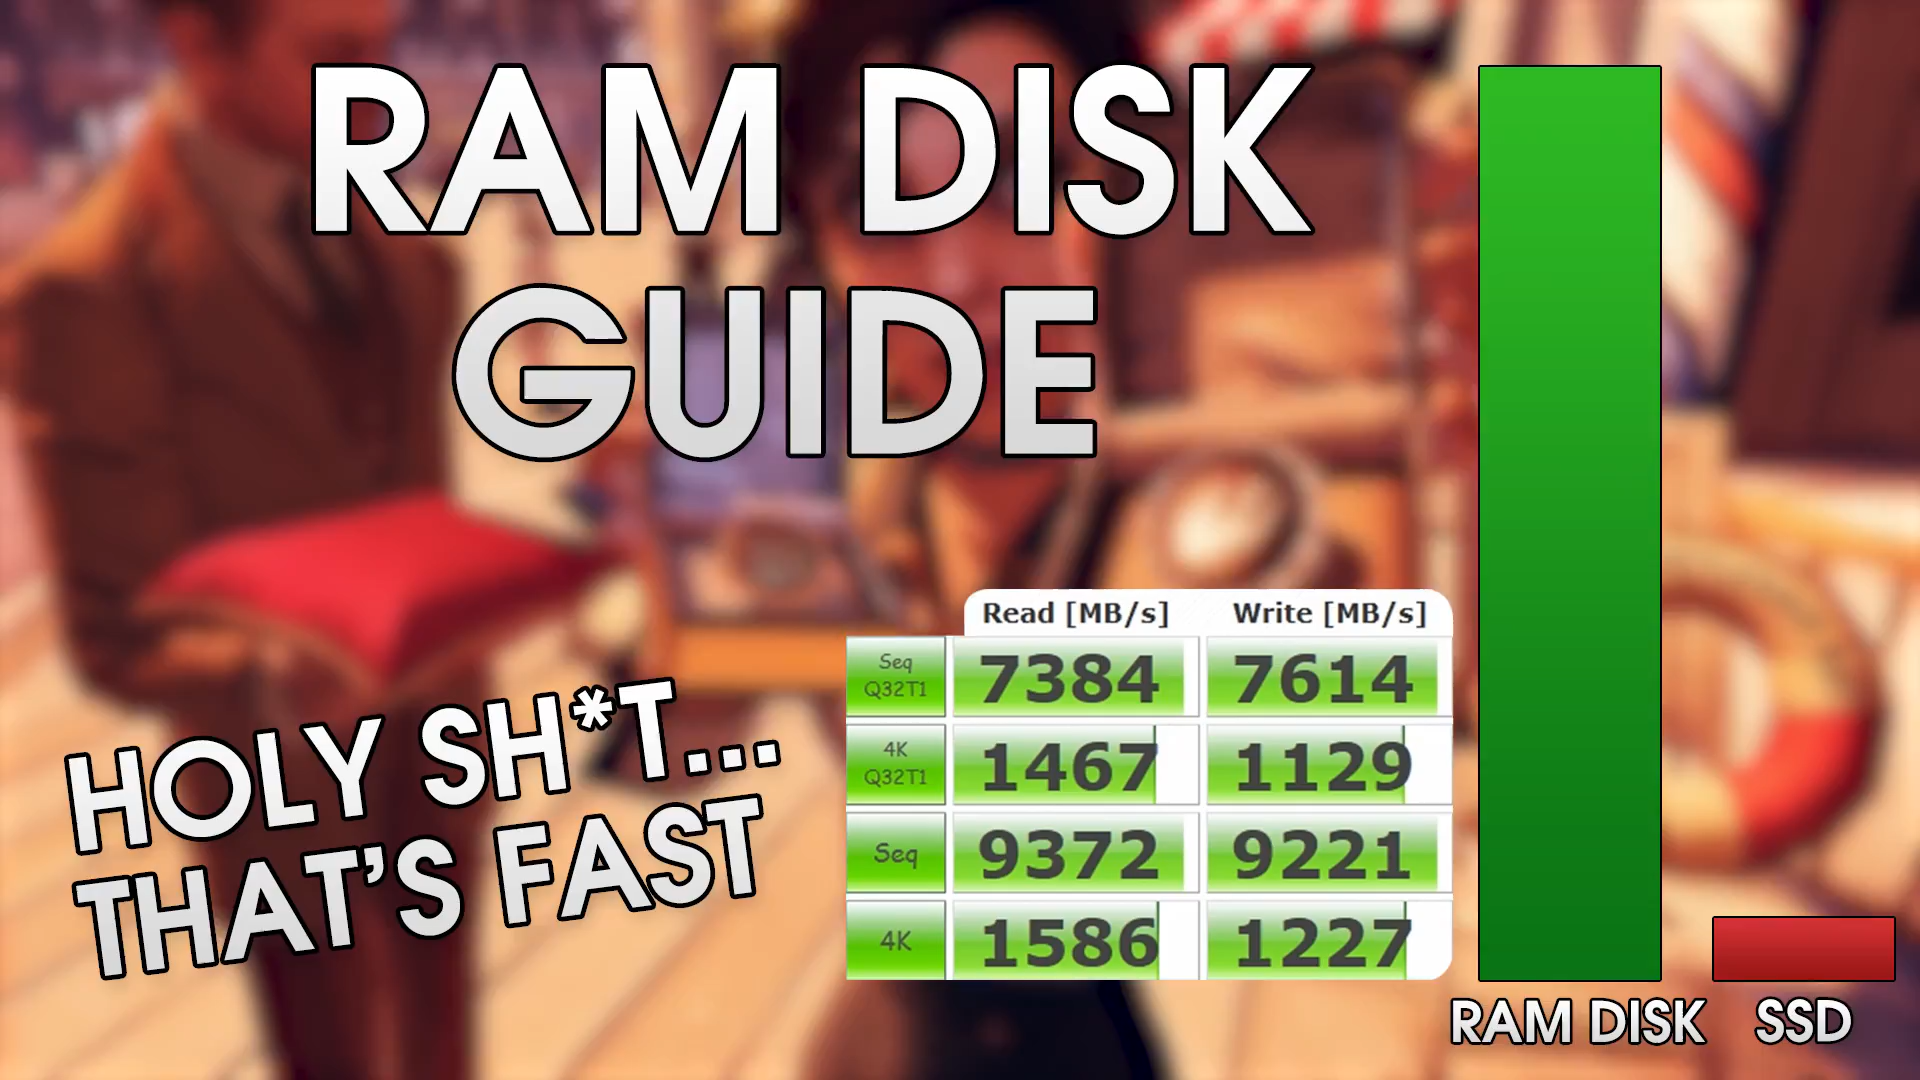 RAM DISK
GUIDE
HOLY SH*T...
THAT'S FAST
Read [MB/s] Write [MB/s]
Seq Q32T1 7384 7614
4K Q32T1 1467 1129
Seq 9372 9221
4K 1586 1227
RAM DISK SSD